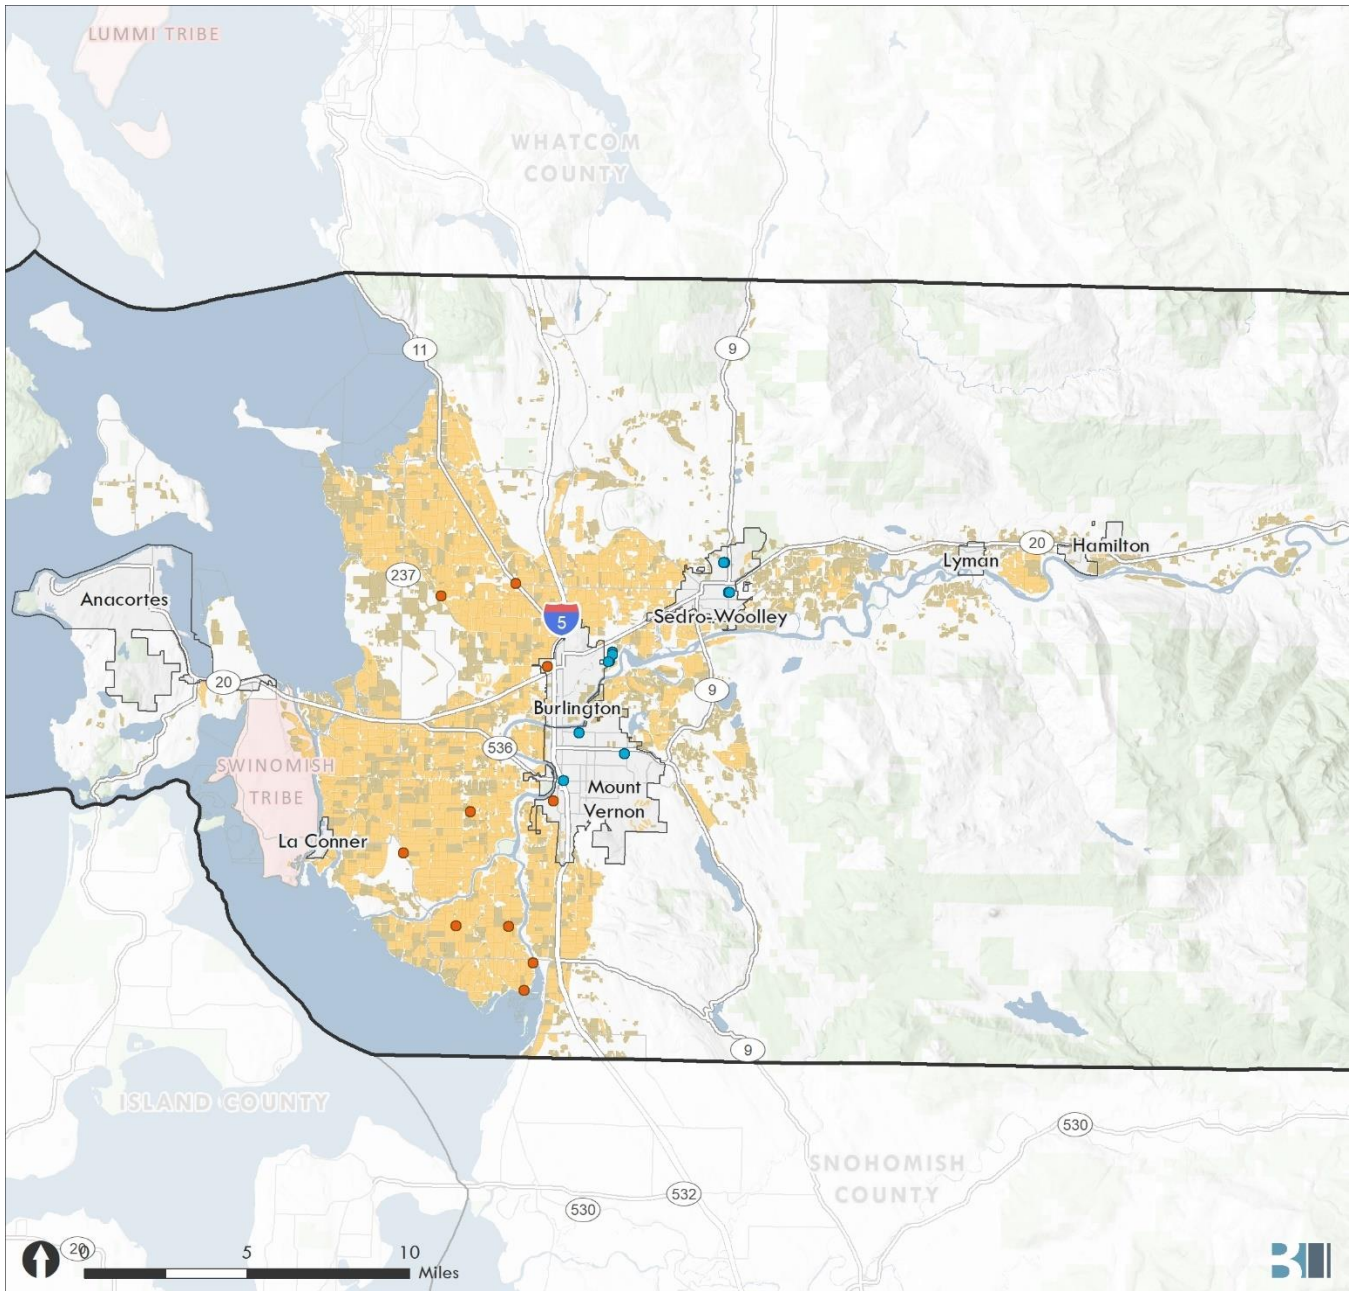 LUMMI TRIBE
WHATCOM
COUNTY
11
9
237
20
Hamilton
Lyman
Anacortes
5
Sedro-Woolley
20
9
Burlington
536
SWINOMISH
TRIBE
Mount
Vernon
La Conner
9
ISLAND COUNTY
530
SNOHOMISH
COUNTY
532
530
20
0
5
10
Miles